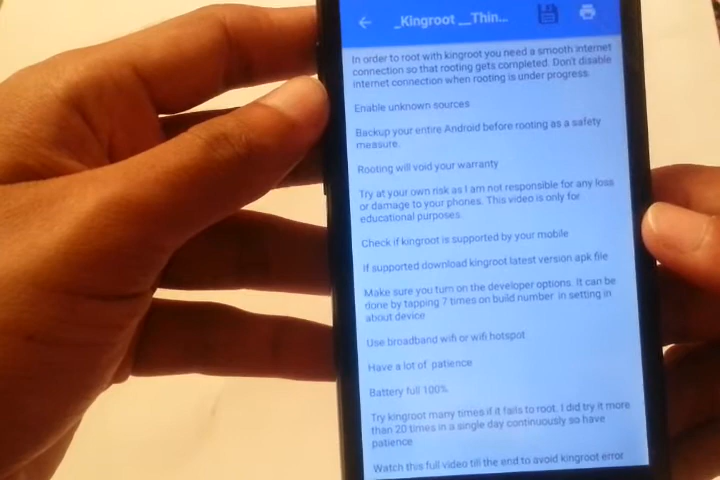 _Kingroot __Thin...
In order to root with kingroot you need a smooth internet
connection so that rooting gets completed. Don't disable
internet connection when rooting is under progress.
Enable unknown sources
Backup your entire Android before rooting as a safety
measure.
Rooting will void your warranty
Try at your own risk as I am not responsible for any loss
or damage to your phones. This video is only for
educational purposes.
Check if kingroot is supported by your mobile
If supported download kingroot latest version apk file
Make sure you turn on the developer options. It can be
done by tapping 7 times on build number in setting in
about device
Use broadband wifi or wifi hotspot
Have a lot of patience
Battery full 100%.
Try kingroot many times if it fails to root. I did try it more
than 20 times in a single day continuously so have
patience
Watch this full video till the end to avoid kingroot error